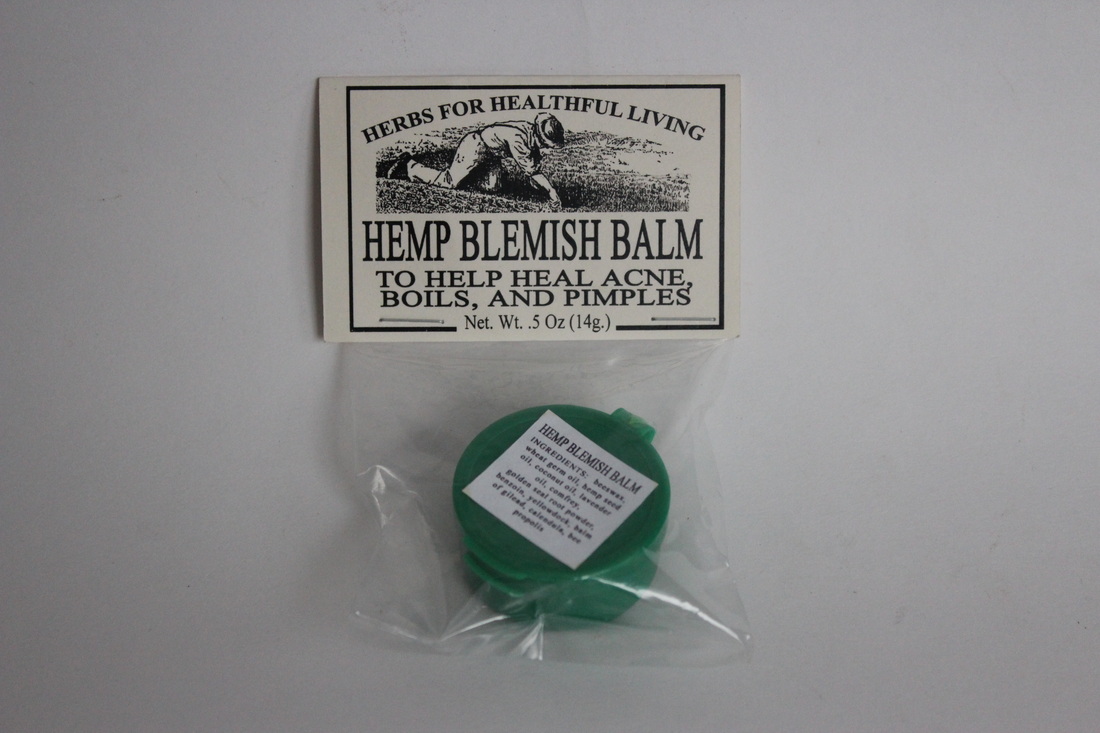 HERBS FOR HEALTHFUL LIVING
HEMP BLEMISH BALM
TO HELP HEAL ACNE,
BOILS, AND PIMPLES
Net. Wt. .5 Oz (14g.)
HEMP BLEMISH BALM
INGREDIENTS: beeswax,
wheat germ oil, hemp seed
oil, coconut oil, lavender
oil, comfrey,
golden seal root powder,
benzoin, yellowdock, balm
of gilead, calendula, bee
propolis